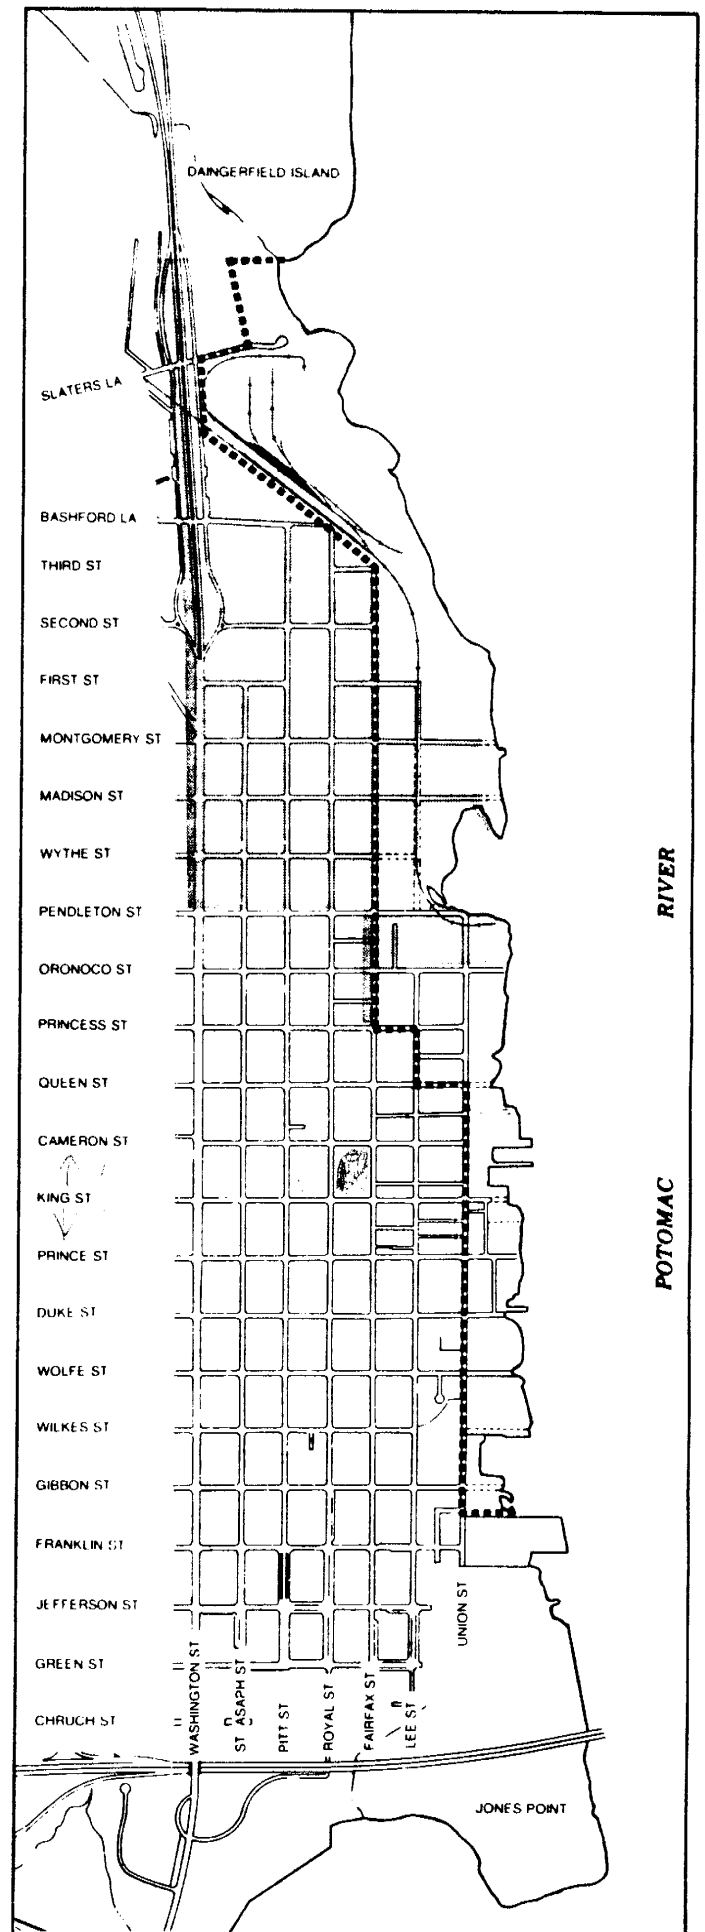 DAINGERFIELD ISLAND
SLATERS LA
BASHFORD LA
THIRD ST
SECOND ST
FIRST ST
MONTGOMERY ST
MADISON ST
WYTHE ST
PENDLETON ST
ORONOCO ST
PRINCESS ST
QUEEN ST
CAMERON ST
KING ST
PRINCE ST
DUKE ST
WOLFE ST
WILKES ST
GIBBON ST
FRANKLIN ST
JEFFERSON ST
GREEN ST
CHRUCH ST
WASHINGTON ST
ST ASAPH ST
PITT ST
ROYAL ST
FAIRFAX ST
LEE ST
UNION ST
JONES POINT
POTOMAC RIVER